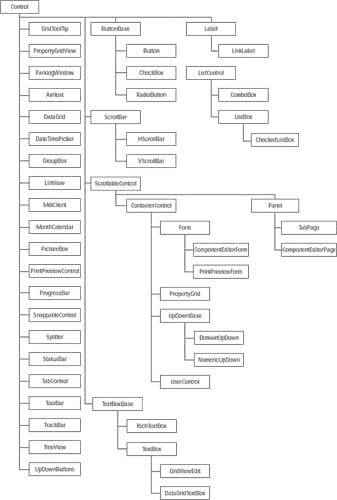 Control
GridToolTip
PropertyGridView
ParkingWindow
AxHost
DataGrid
DateTimePicker
GroupBox
ListView
MdiClient
MonthCalendar
PictureBox
PrintPreviewControl
ProgressBar
SnappableControl
Splitter
StatusBar
TabControl
ToolBar
TrackBar
TreeView
UpDownButtons
ButtonBase
Button
CheckBox
RadioButton
ScrollBar
HScrollBar
VScrollBar
ScrollableControl
ContainerControl
Form
ComponentEditorForm
PrintPreviewForm
PropertyGrid
UpDownBase
DomainUpDown
NumericUpDown
UserControl
Panel
TabPage
ComponentEditorPage
TextBoxBase
RichTextBox
TextBox
GridViewEdit
DataGridTextBox
Label
LinkLabel
ListControl
ComboBox
ListBox
CheckedListBox